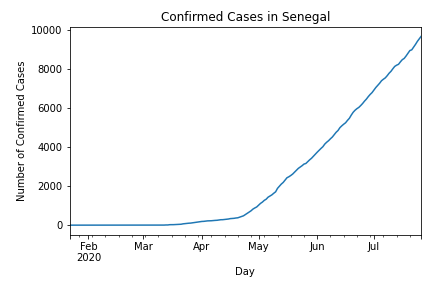 Confirmed Cases in Senegal
Number of Confirmed Cases
10000
8000
6000
4000
2000
0
Feb Mar Apr May Jun Jul
2020
Day